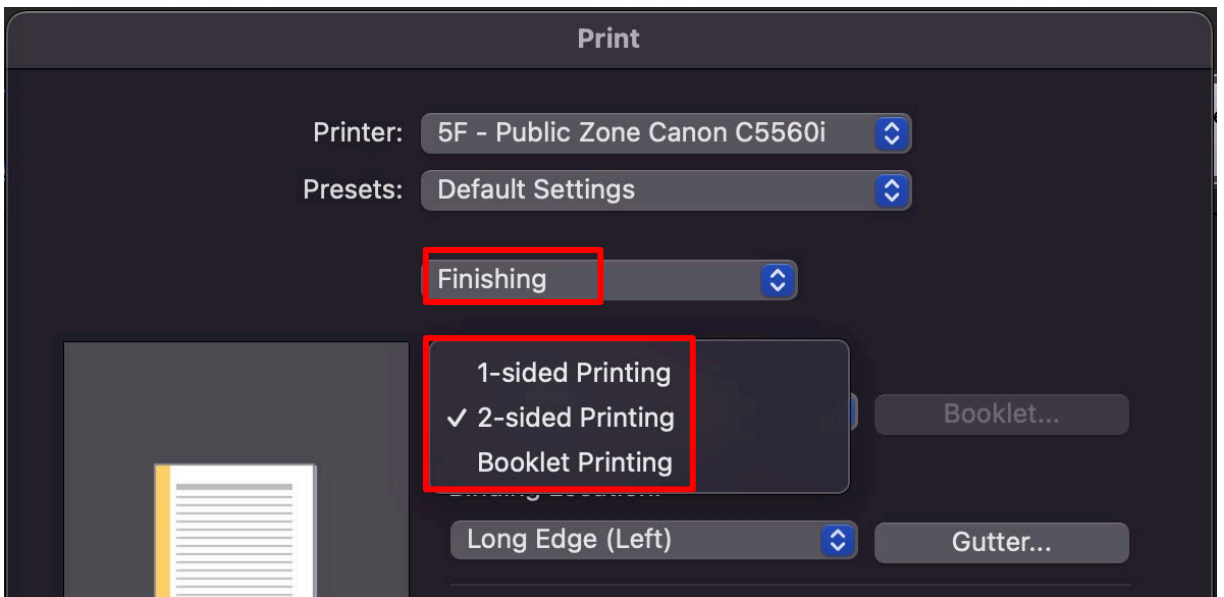 Print
Printer: 5F - Public Zone Canon C5560i
Presets: Default Settings
Finishing
1-sided Printing
✓ 2-sided Printing
Booklet...
Booklet Printing
Long Edge (Left)
Gutter...